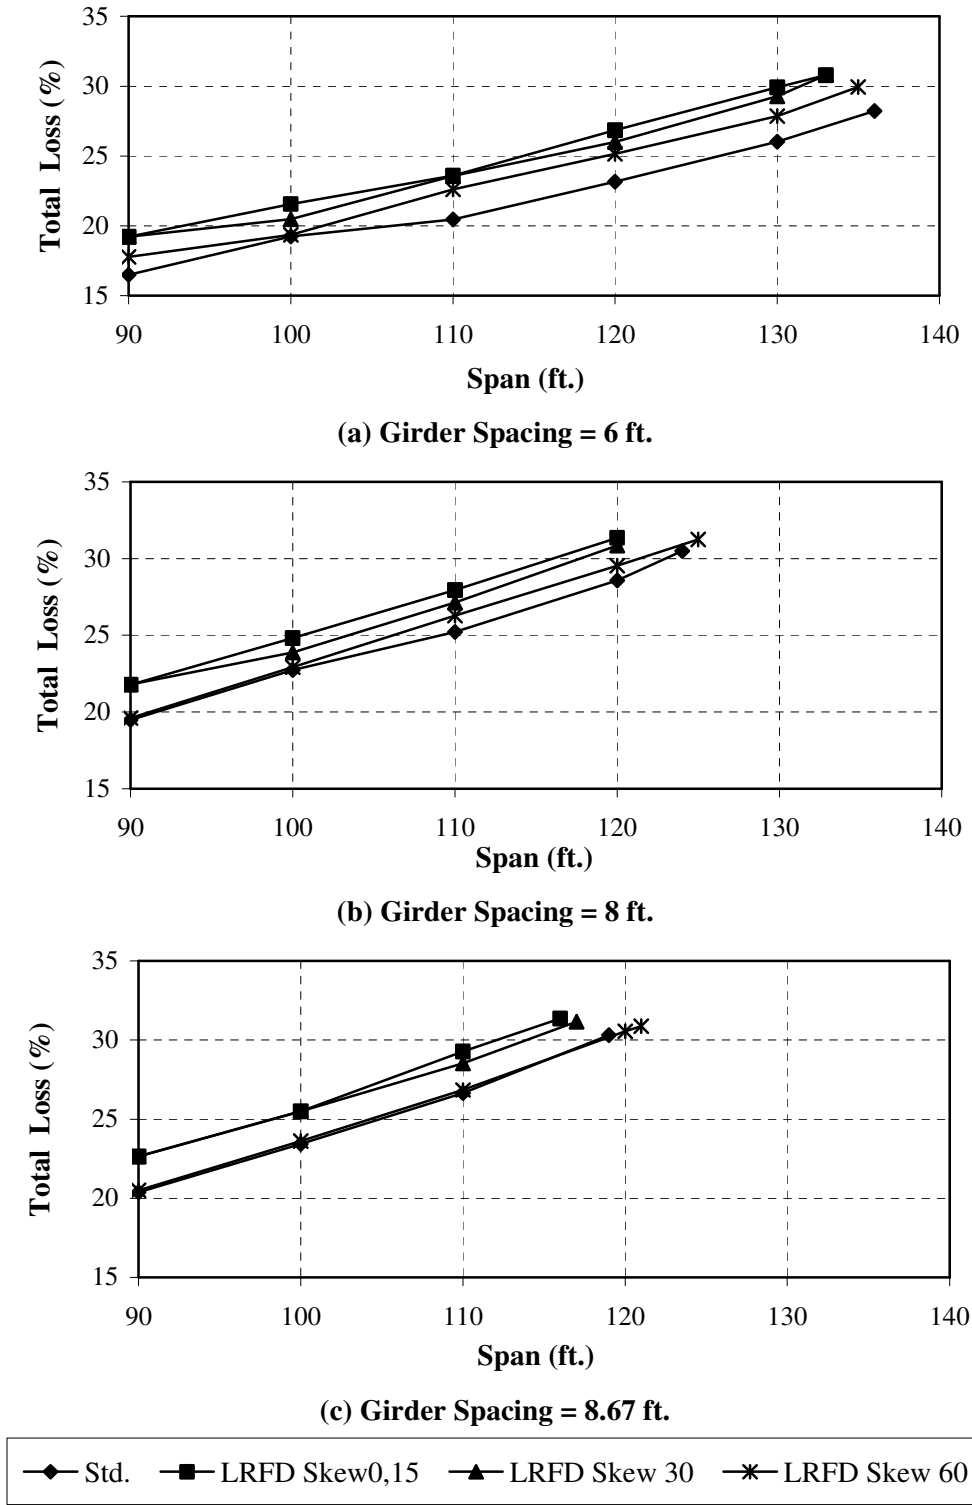 35
30
25
20
15
Total Loss (%)
90 100 110 120 130 140
Span (ft.)
(a) Girder Spacing = 6 ft.
35
30
25
20
15
Total Loss (%)
90 100 110 120 130 140
Span (ft.)
(b) Girder Spacing = 8 ft.
35
30
25
20
15
Total Loss (%)
90 100 110 120 130 140
Span (ft.)
(c) Girder Spacing = 8.67 ft.
Std. LRFD Skew0,15 LRFD Skew 30 LRFD Skew 60